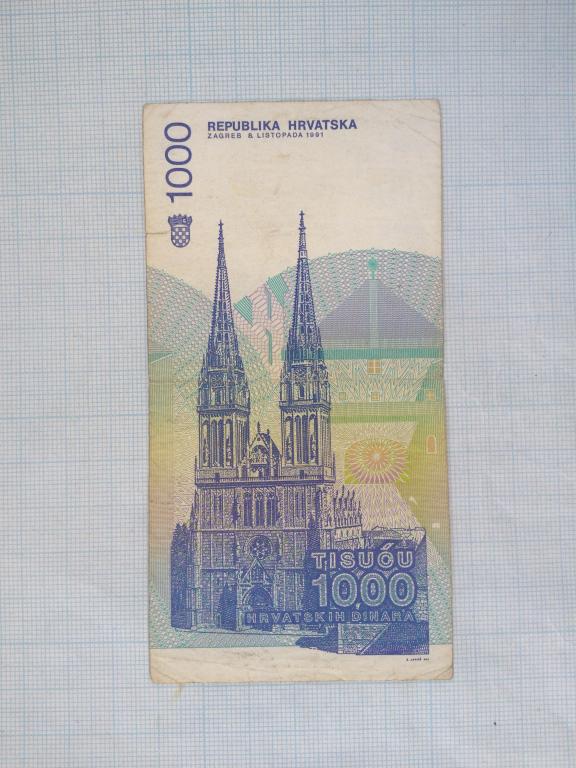 1000
REPUBLIKA HRVATSKA
ZAGREB 8. LISTOPADA 1991
TISUĆU
1000
HRVATSKIH DINARA